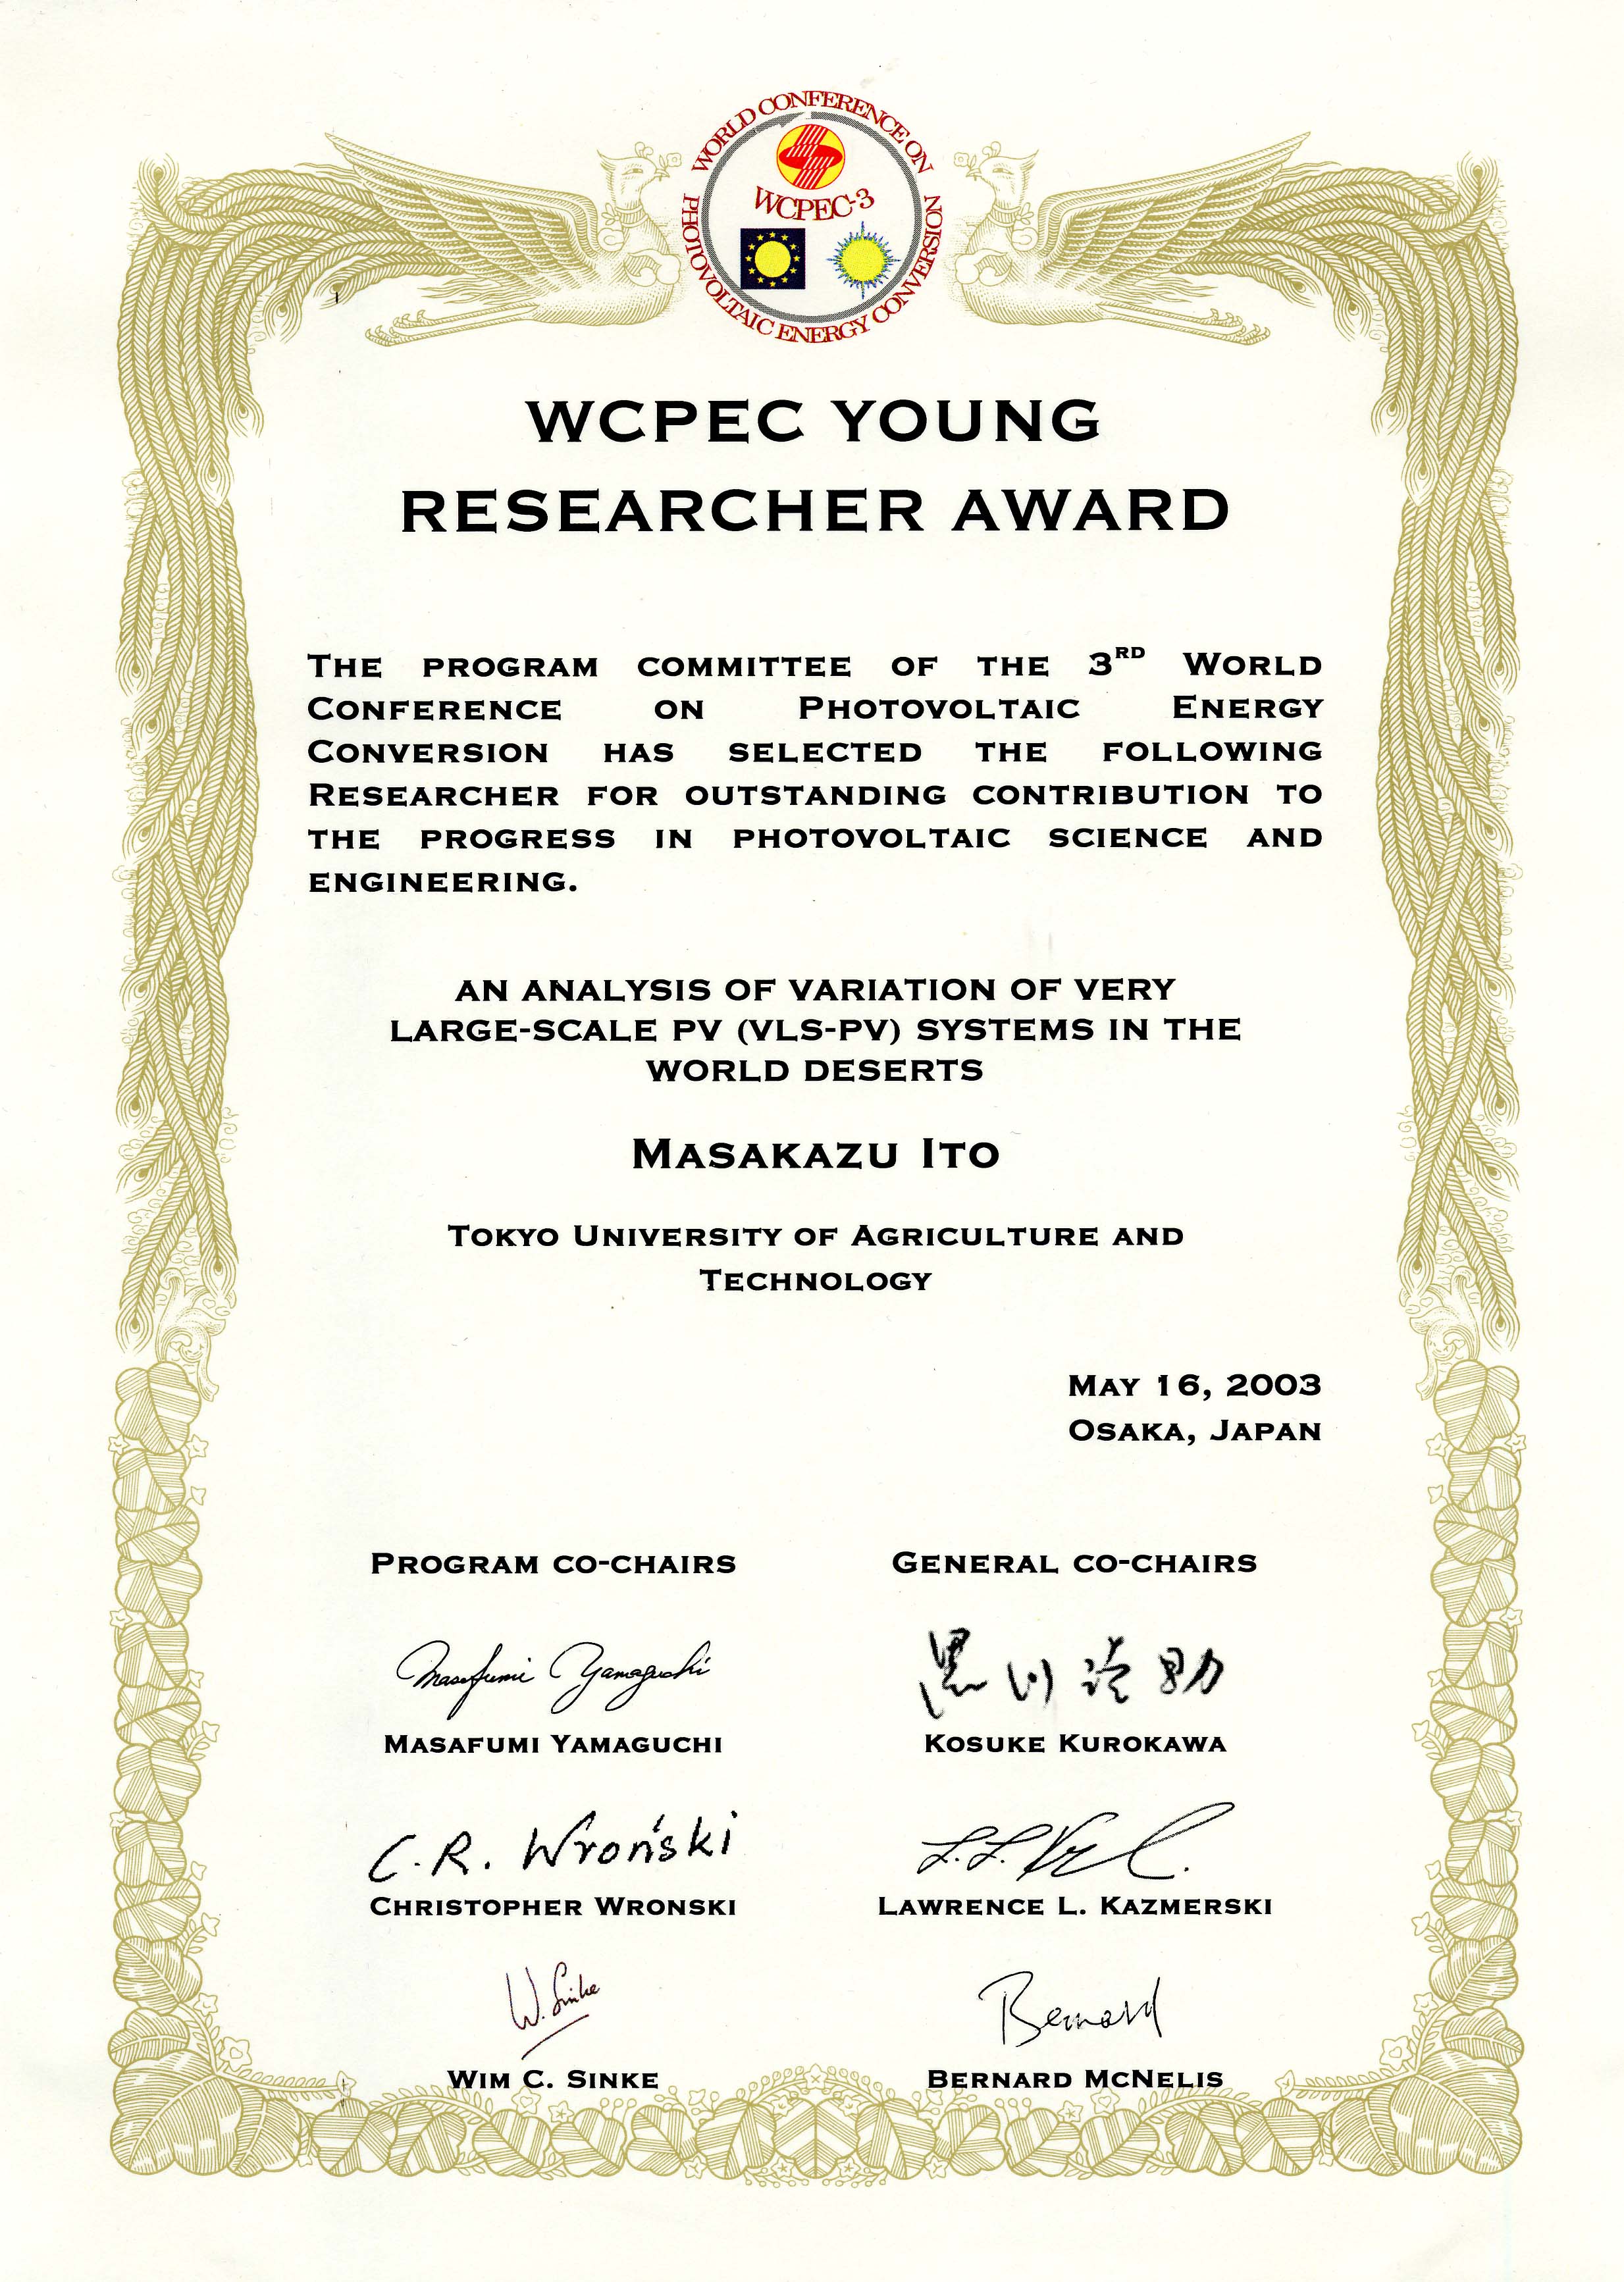 WORLD CONFERENCE ON
PHOTOVOLTAIC ENERGY CONVERSION
WCPEC-3
WCPEC YOUNG
RESEARCHER AWARD
THE PROGRAM COMMITTEE OF THE 3RD WORLD
CONFERENCE ON PHOTOVOLTAIC ENERGY
CONVERSION HAS SELECTED THE FOLLOWING
RESEARCHER FOR OUTSTANDING CONTRIBUTION TO
THE PROGRESS IN PHOTOVOLTAIC SCIENCE AND
ENGINEERING.
AN ANALYSIS OF VARIATION OF VERY
LARGE-SCALE PV (VLS-PV) SYSTEMS IN THE
WORLD DESERTS
MASAKAZU ITO
TOKYO UNIVERSITY OF AGRICULTURE AND
TECHNOLOGY
MAY 16, 2003
OSAKA, JAPAN
PROGRAM CO-CHAIRS
GENERAL CO-CHAIRS
Masafumi Yamaguchi
黒川浩助
MASAFUMI YAMAGUCHI
KOSUKE KUROKAWA
C.R. Wroński
L.L.
CHRISTOPHER WRONSKI
LAWRENCE L. KAZMERSKI
W. Sinke
Bernard
WIM C. SINKE
BERNARD MCNELIS